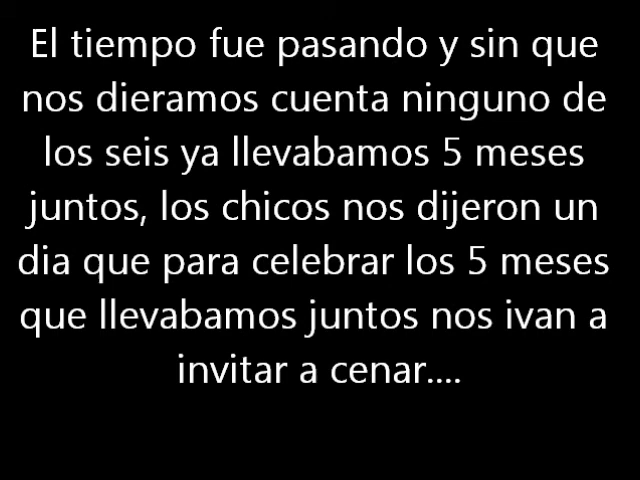 El tiempo fue pasando y sin que
nos dieramos cuenta ninguno de
los seis ya llevabamos 5 meses
juntos, los chicos nos dijeron un
dia que para celebrar los 5 meses
que llevabamos juntos nos ivan a
invitar a cenar....